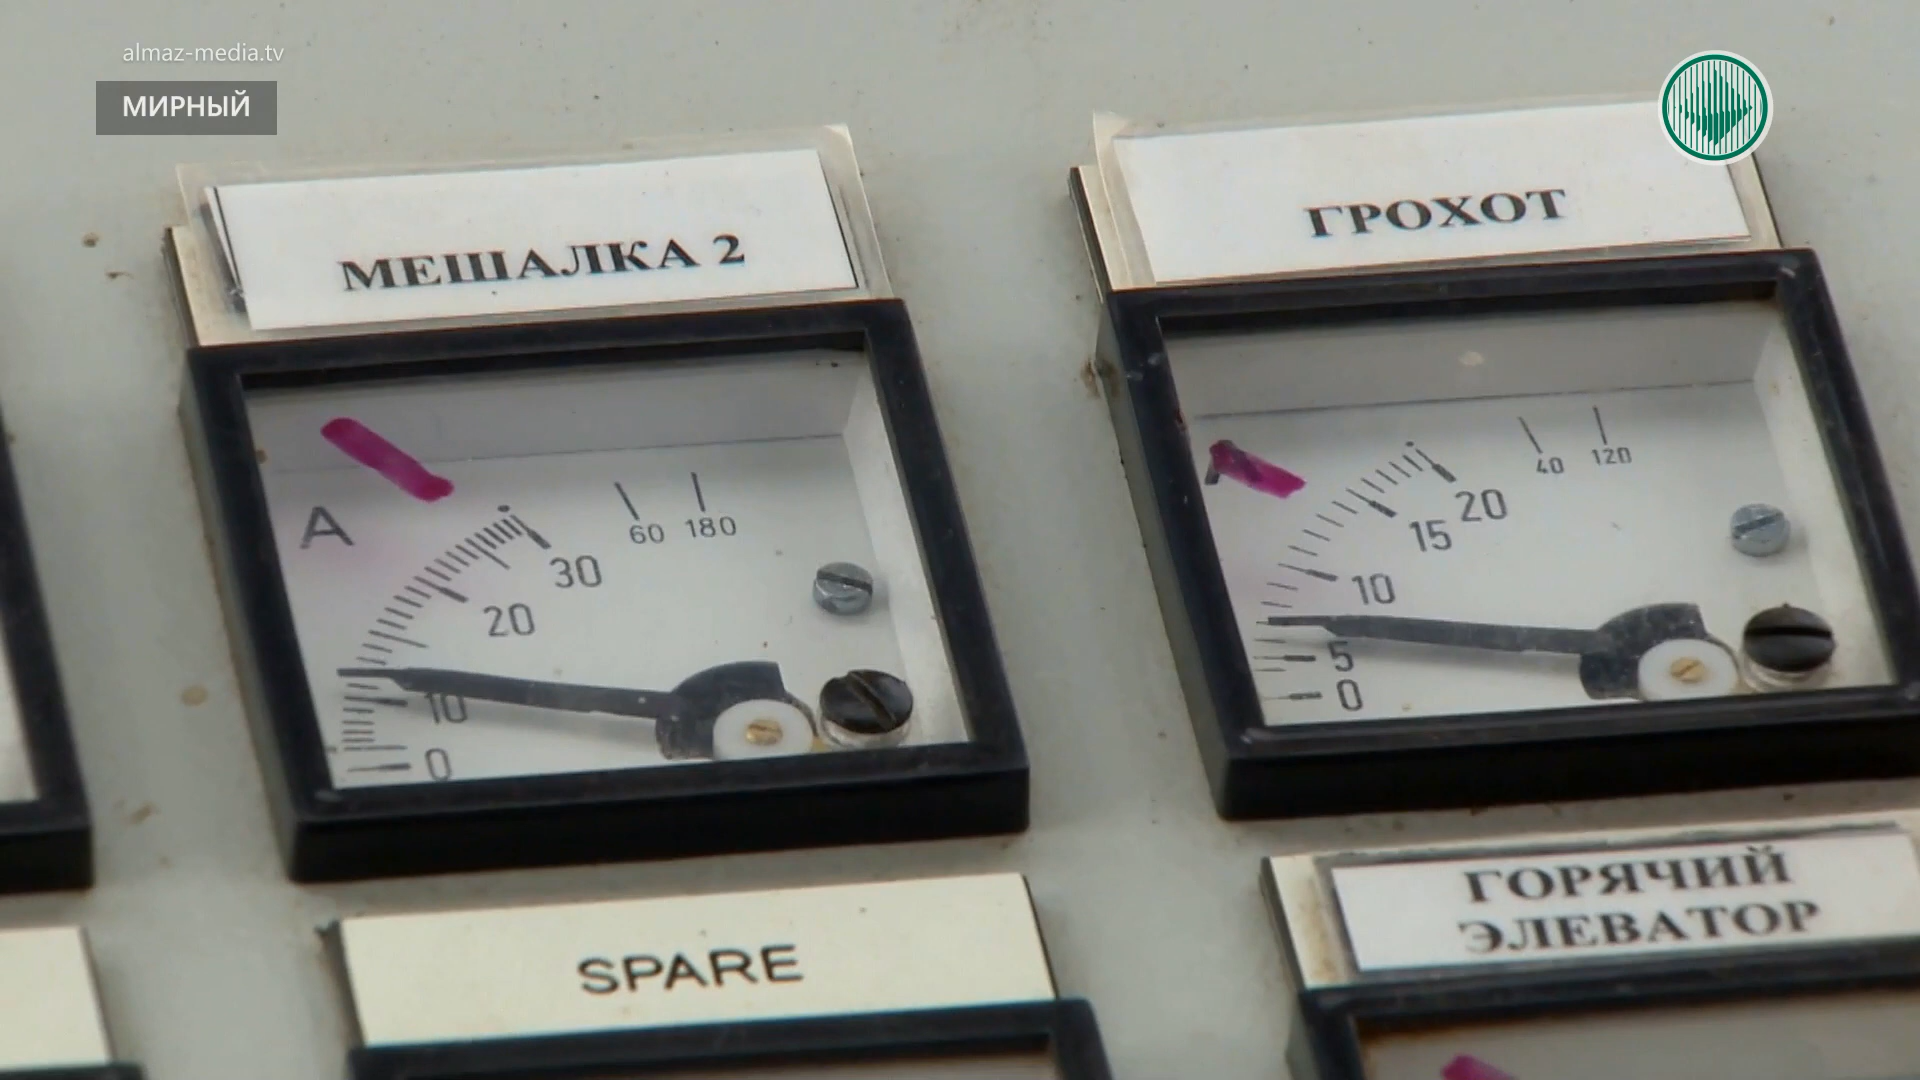 almaz-media.tv
МИРНЫЙ
МЕШАЛКА 2
ГРОХОТ
A
60 180
30
20
10
0
40 120
20
15
10
5
0
SPARE
ГОРЯЧИЙ
ЭЛЕВАТОР